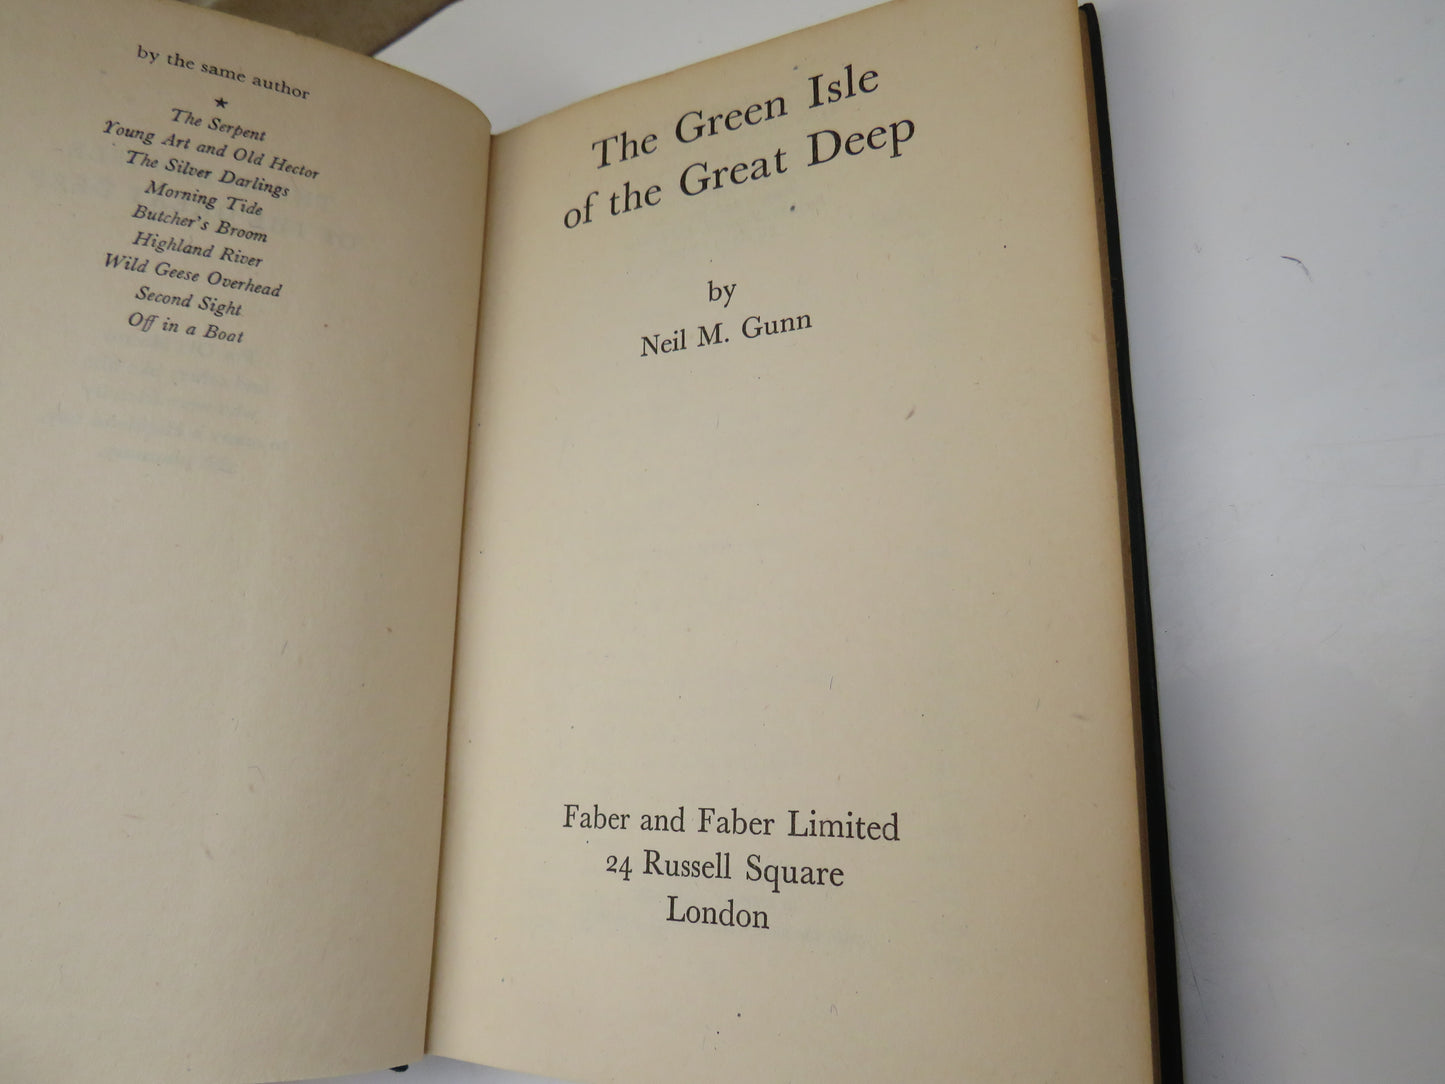 by the same author
★
The Serpent
Young Art and Old Hector
The Silver Darlings
Morning Tide
Butcher's Broom
Highland River
Wild Geese Overhead
Second Sight
Off in a Boat
The Green Isle
of the Great Deep
by
Neil M. Gunn
Faber and Faber Limited
24 Russell Square
London